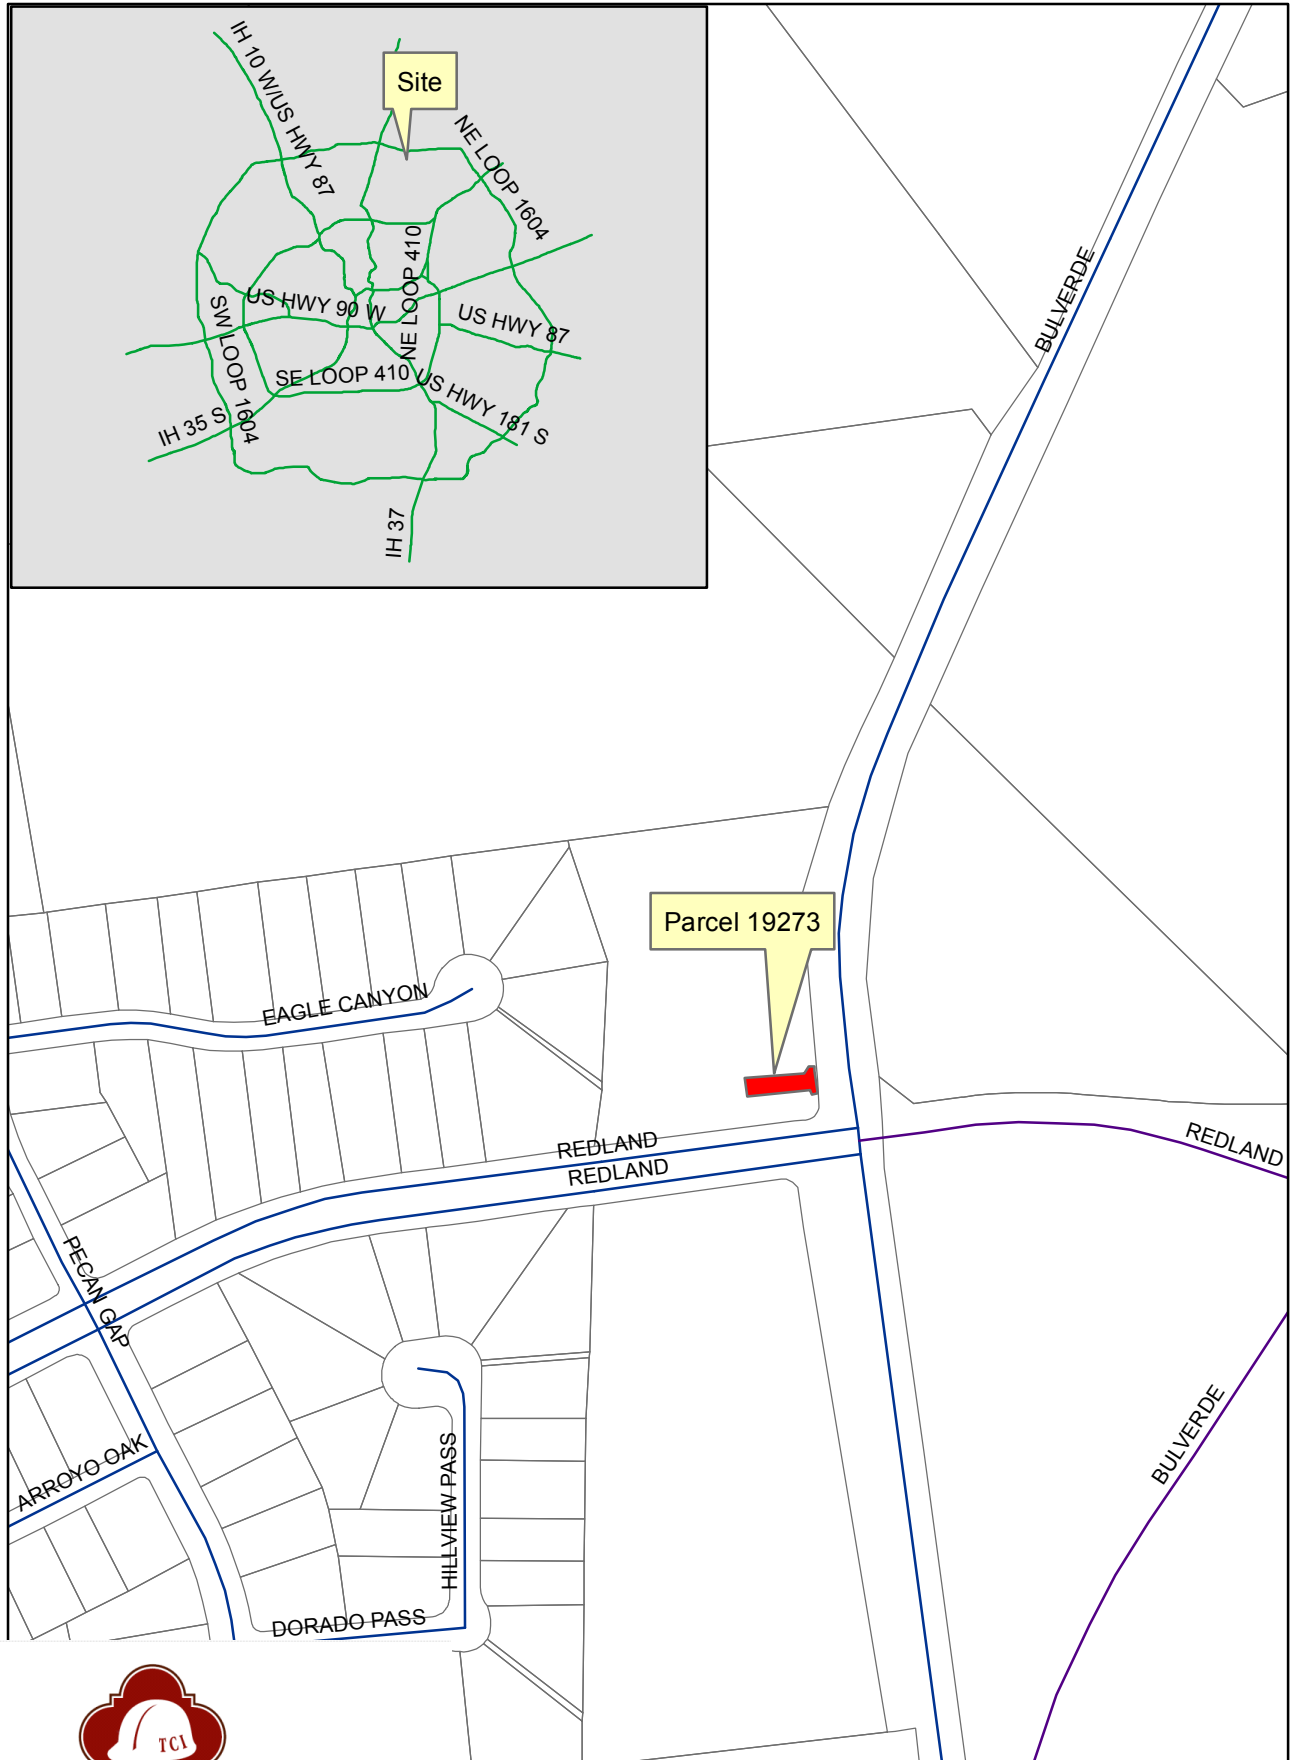 IH 10 W/US HWY 87
Site
NE LOOP 1604
NE LOOP 410
US HWY 90 W
US HWY 87
SW LOOP 1604
SE LOOP 410
US HWY 181 S
IH 35 S
IH 37
BULVERDE
Parcel 19273
EAGLE CANYON
REDLAND
REDLAND
REDLAND
PECAN GAP
BULVERDE
ARROYO OAK
HILLVIEW PASS
DORADO PASS
TCI